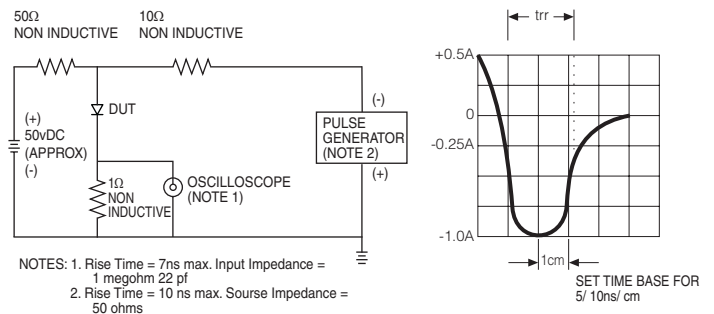 50Ω
NON INDUCTIVE
10Ω
NON INDUCTIVE
(+)
50vDC
(APPROX)
(-)
DUT
1Ω
NON
INDUCTIVE
OSCILLOSCOPE
(NOTE 1)
(-)
PULSE
GENERATOR
(NOTE 2)
(+)
NOTES: 1. Rise Time = 7ns max. Input Impedance =
1 megohm 22 pf
2. Rise Time = 10 ns max. Sourse Impedance =
50 ohms
trr
+0.5A
0
-0.25A
-1.0A
1cm
SET TIME BASE FOR
5/ 10ns/ cm